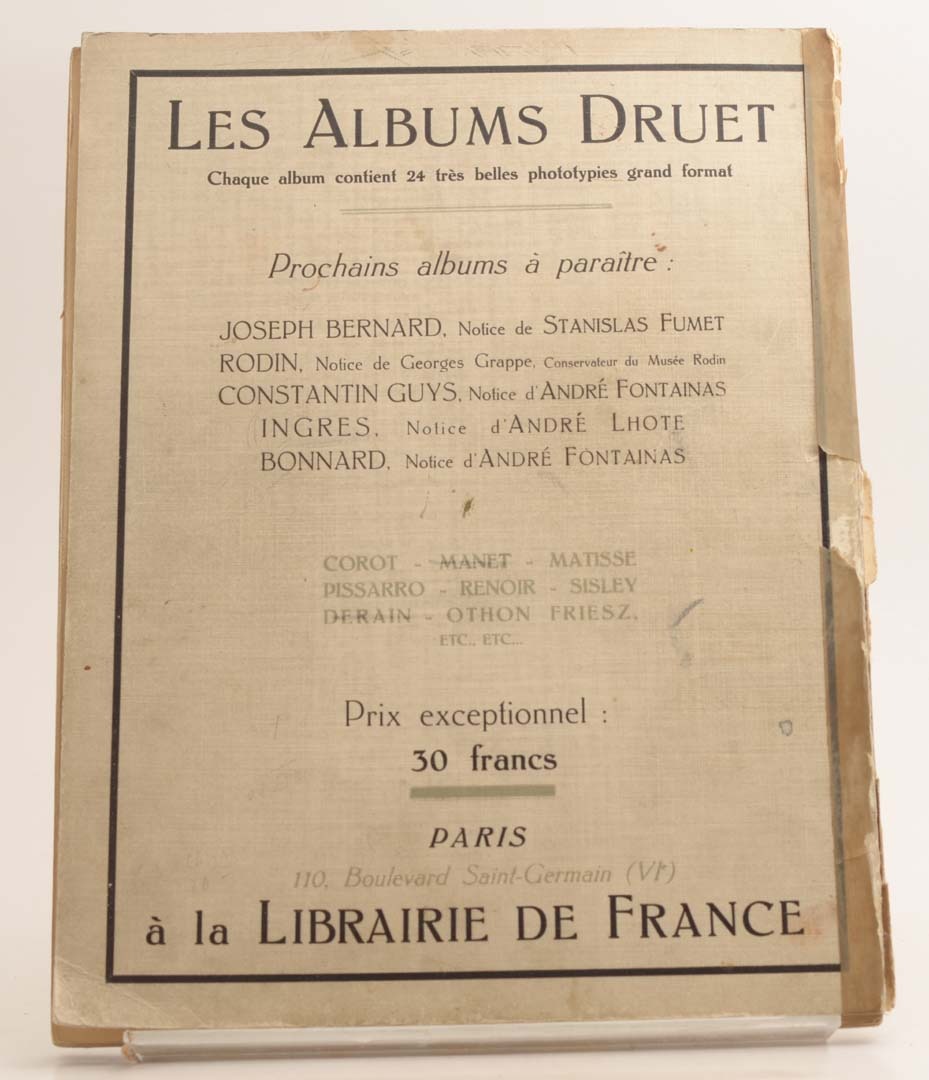 LES ALBUMS DRUET
Chaque album contient 24 très belles phototypies grand format
Prochains albums à paraître :
JOSEPH BERNARD, Notice de STANISLAS FUMET
RODIN, Notice de Georges Grappe, Conservateur du Musée Rodin
CONSTANTIN GUYS, Notice d'ANDRÉ FONTAINAS
INGRES, Notice d'ANDRÉ LHOTE
BONNARD, Notice d'ANDRÉ FONTAINAS
COROT - MANET - MATISSE
PISSARRO - RENOIR - SISLEY
DERAIN - OTHON FRIESZ,
ETC., ETC...
Prix exceptionnel :
30 francs
PARIS
110, Boulevard Saint-Germain (VIe)
à la LIBRAIRIE DE FRANCE